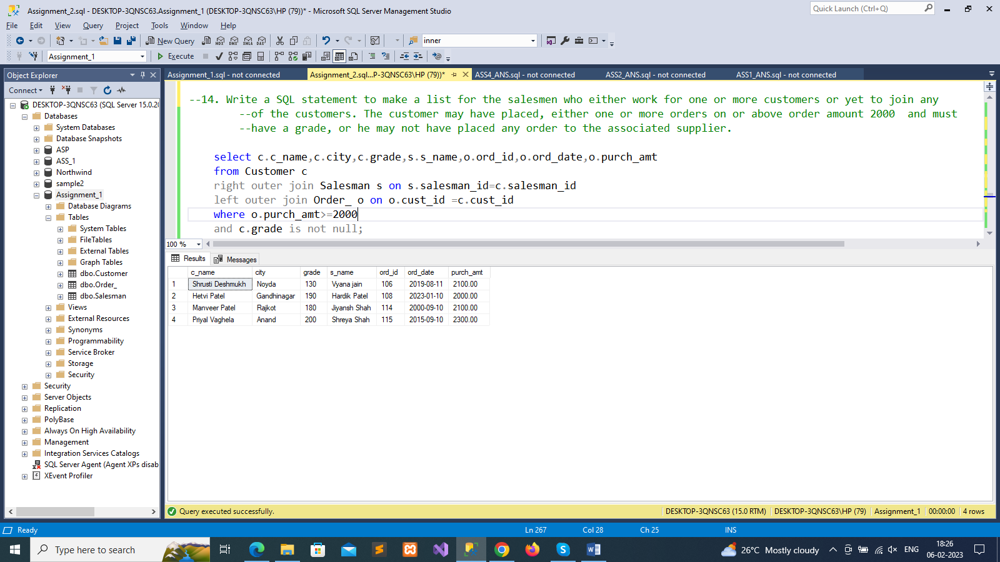 Assignment_2.sql - DESKTOP-3QNSC63.Assignment_1 (DESKTOP-3QNSC63\HP (79))* - Microsoft SQL Server Management Studio
Quick Launch (Ctrl+Q)
File Edit View Query Project Tools Window Help
New Query
MDX DMX XMLA DAX
inner
Assignment_1
Execute
Object Explorer
Assignment_1.sql - not connected
Assignment_2.sql...P-3QNSC63\HP (79))*
ASS4_ANS.sql - not connected
ASS2_ANS.sql - not connected
ASS1_ANS.sql - not connected
Connect
DESKTOP-3QNSC63 (SQL Server 15.0.20
Databases
System Databases
Database Snapshots
ASP
ASS_1
Northwind
sample2
Assignment_1
Database Diagrams
Tables
System Tables
FileTables
External Tables
Graph Tables
dbo.Customer
dbo.Order_
dbo.Salesman
Views
External Resources
Synonyms
Programmability
Service Broker
Storage
Security
Security
Server Objects
Replication
PolyBase
Always On High Availability
Management
Integration Services Catalogs
SQL Server Agent (Agent XPs disab
XEvent Profiler
--14. Write a SQL statement to make a list for the salesmen who either work for one or more customers or yet to join any
--of the customers. The customer may have placed, either one or more orders on or above order amount 2000  and must
--have a grade, or he may not have placed any order to the associated supplier.
select c.c_name,c.city,c.grade,s.s_name,o.ord_id,o.ord_date,o.purch_amt
from Customer c
right outer join Salesman s on s.salesman_id=c.salesman_id
left outer join Order_ o on o.cust_id =c.cust_id
where o.purch_amt>=2000
and c.grade is not null;
100 %
Results Messages
c_name city grade s_name ord_id ord_date purch_amt
1 Shrusti Deshmukh Noyda 130 Vyana jain 106 2019-08-11 2100.00
2 Hetvi Patel Gandhinagar 190 Hardik Patel 108 2023-01-10 2000.00
3 Manveer Patel Rajkot 180 Jiyansh Shah 114 2000-09-10 2100.00
4 Priyal Vaghela Anand 200 Shreya Shah 115 2015-09-10 2300.00
Query executed successfully.
DESKTOP-3QNSC63 (15.0 RTM) DESKTOP-3QNSC63\HP (79) Assignment_1 00:00:00 4 rows
Ready Ln 267 Col 28 Ch 25 INS
Type here to search
26°C Mostly cloudy
ENG
18:26
06-02-2023